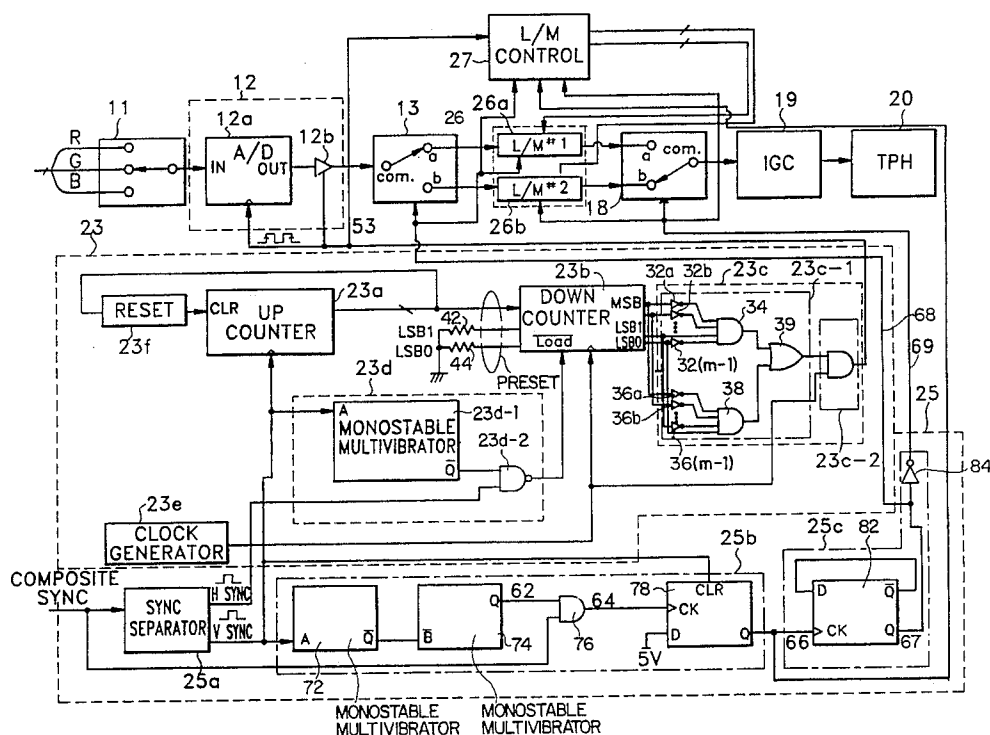 L/M
CONTROL
27
12
11
12a
12b
13
26
26a
19
20
R
G
B
IN
A/D
OUT
com.
a
b
L/M#1
L/M#2
com.
a
b
18
IGC
TPH
26b
53
23
23a
23b
23c
23c-1
32a
32b
RESET
23f
CLR
UP
COUNTER
42
LSB1
LSB0
44
PRESET
DOWN
COUNTER
Load
MSB
LSB1
LSB0
34
39
32(m-1)
36a
36b
38
36(m-1)
23c-2
68
69
25
84
23d
A
MONOSTABLE
MULTIVIBRATOR
Q̅
23d-1
23d-2
23e
CLOCK
GENERATOR
COMPOSITE
SYNC
SYNC
SEPARATOR
H SYNC
V SYNC
25a
25b
25c
82
A
Q̅
72
B̅
Q
74
62
76
64
78
CLR
CK
D
Q
5V
66
D
Q̅
CK
Q
67
MONOSTABLE
MULTIVIBRATOR
MONOSTABLE
MULTIVIBRATOR